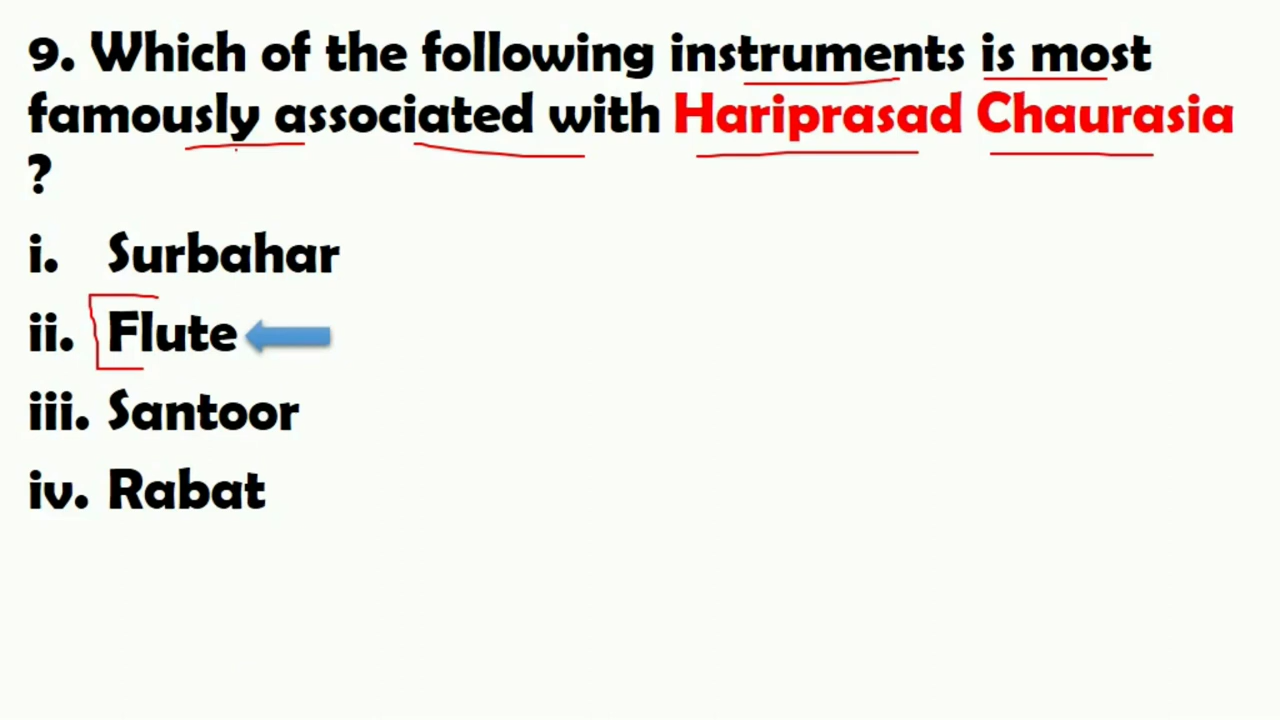 9. Which of the following instruments is most
famously associated with Hariprasad Chaurasia
?
i. Surbahar
ii. Flute
iii. Santoor
iv. Rabat